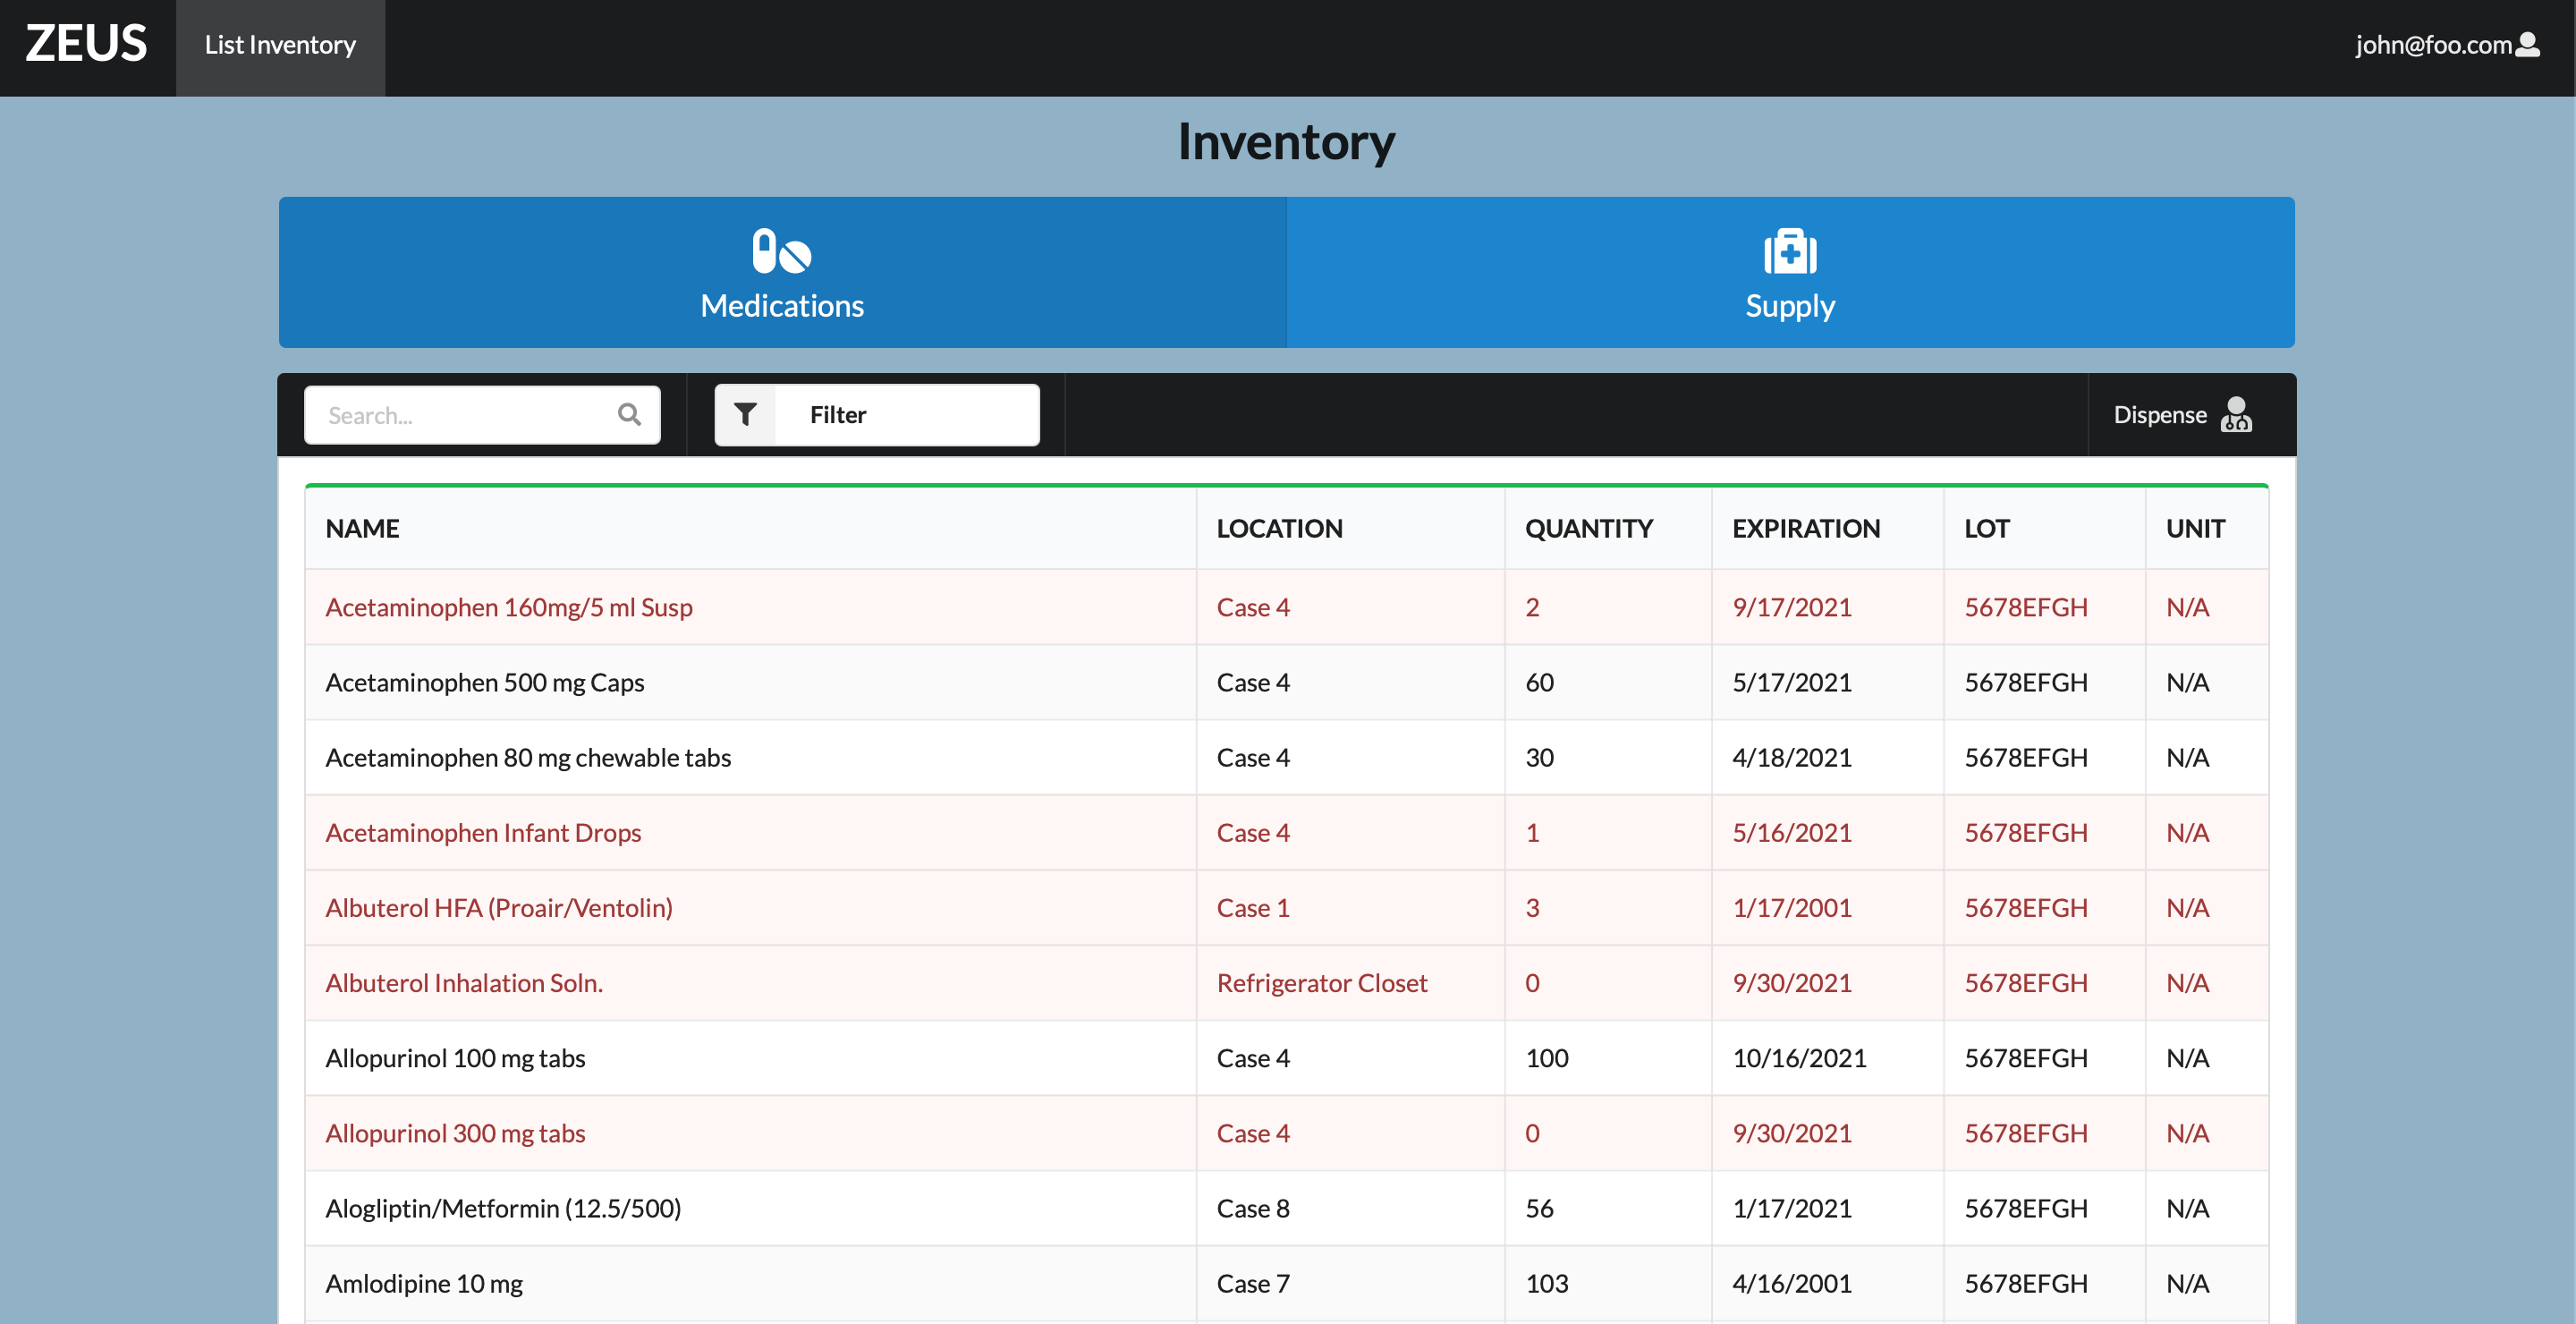 ZEUS List Inventory john@foo.com
Inventory
Medications Supply
Search... Filter Dispense
NAME LOCATION QUANTITY EXPIRATION LOT UNIT
Acetaminophen 160mg/5 ml Susp Case 4 2 9/17/2021 5678EFGH N/A
Acetaminophen 500 mg Caps Case 4 60 5/17/2021 5678EFGH N/A
Acetaminophen 80 mg chewable tabs Case 4 30 4/18/2021 5678EFGH N/A
Acetaminophen Infant Drops Case 4 1 5/16/2021 5678EFGH N/A
Albuterol HFA (Proair/Ventolin) Case 1 3 1/17/2001 5678EFGH N/A
Albuterol Inhalation Soln. Refrigerator Closet 0 9/30/2021 5678EFGH N/A
Allopurinol 100 mg tabs Case 4 100 10/16/2021 5678EFGH N/A
Allopurinol 300 mg tabs Case 4 0 9/30/2021 5678EFGH N/A
Alogliptin/Metformin (12.5/500) Case 8 56 1/17/2021 5678EFGH N/A
Amlodipine 10 mg Case 7 103 4/16/2001 5678EFGH N/A